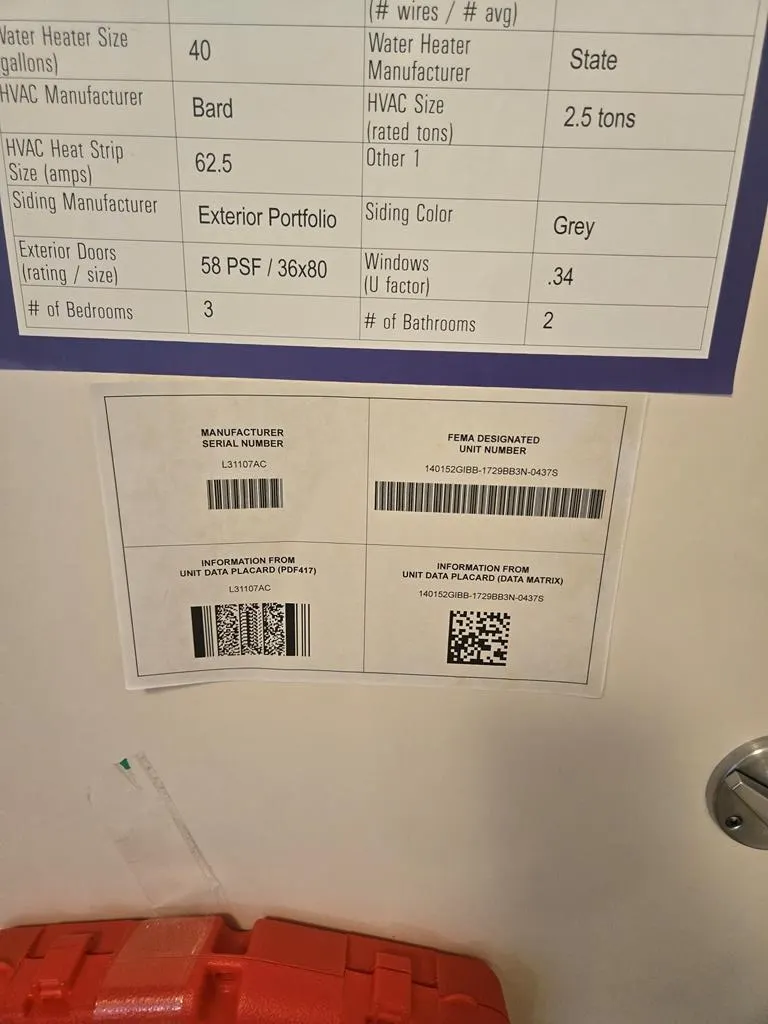 (# wires / # avg)
Water Heater Size
gallons)
40
Water Heater
Manufacturer
State
HVAC Manufacturer
Bard
HVAC Size
(rated tons)
2.5 tons
HVAC Heat Strip
Size (amps)
62.5
Other 1
Siding Manufacturer
Exterior Portfolio
Siding Color
Grey
Exterior Doors
(rating / size)
58 PSF / 36x80
Windows
(U factor)
.34
# of Bedrooms
3
# of Bathrooms
2
MANUFACTURER
SERIAL NUMBER
L31107AC
FEMA DESIGNATED
UNIT NUMBER
140152GIBB-1729BB3N-0437S
INFORMATION FROM
UNIT DATA PLACARD (PDF417)
L31107AC
INFORMATION FROM
UNIT DATA PLACARD (DATA MATRIX)
140152GIBB-1729BB3N-0437S